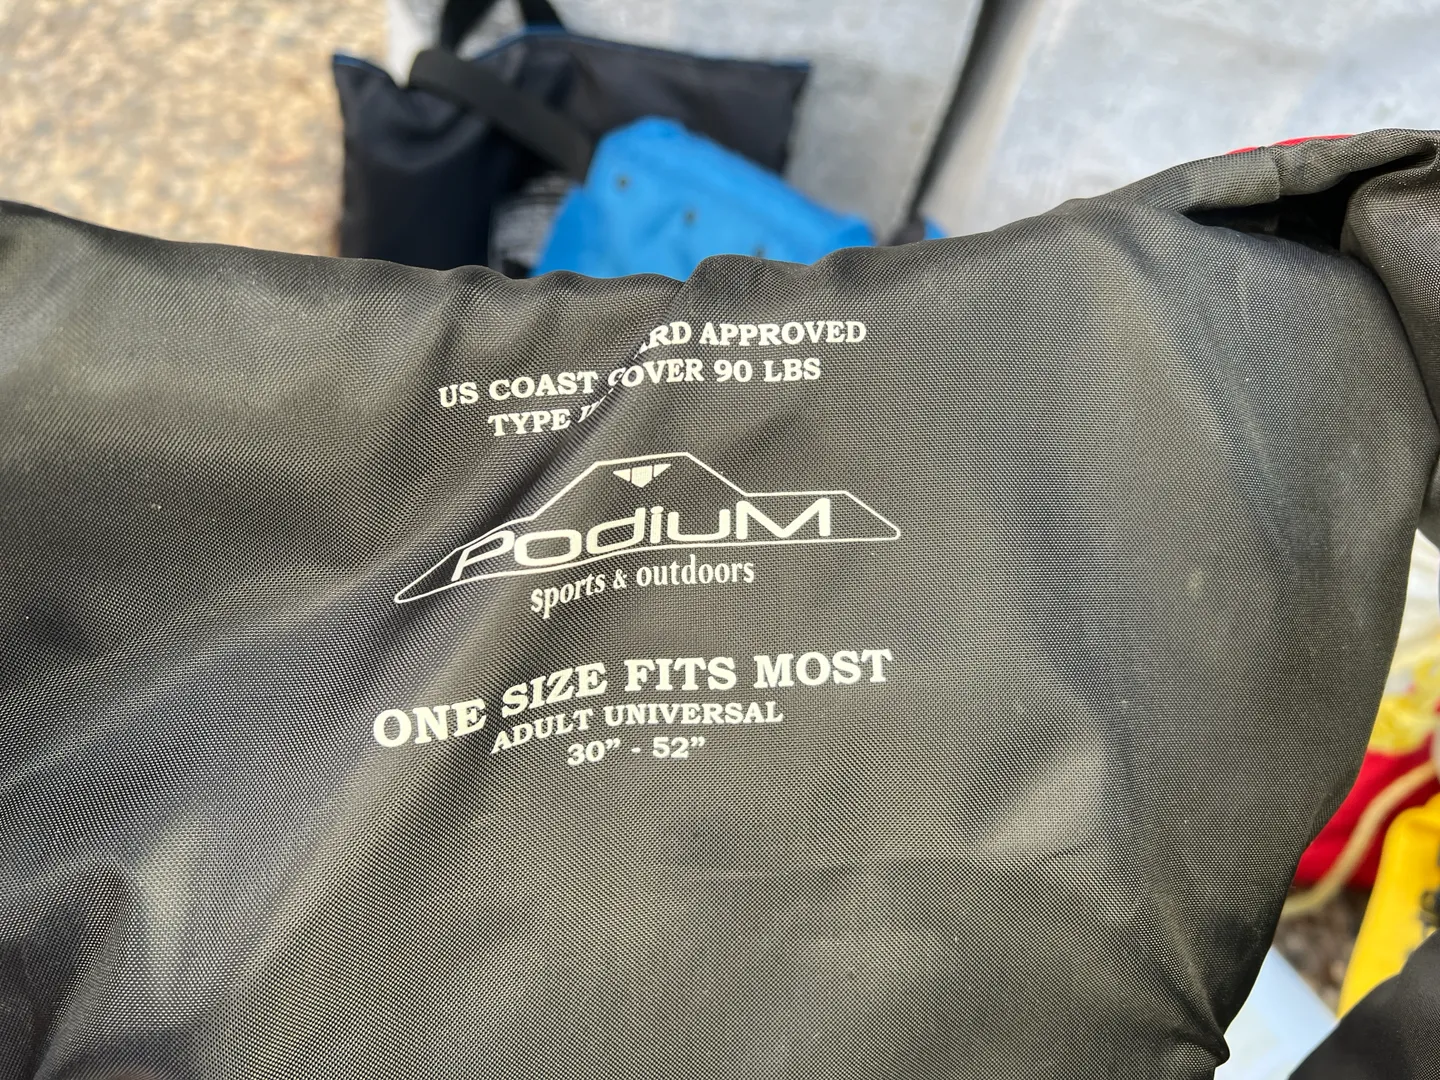 US COAST RD APPROVED
TYPE OVER 90 LBS
PodiuM
sports & outdoors
ONE SIZE FITS MOST
ADULT UNIVERSAL
30” - 52”